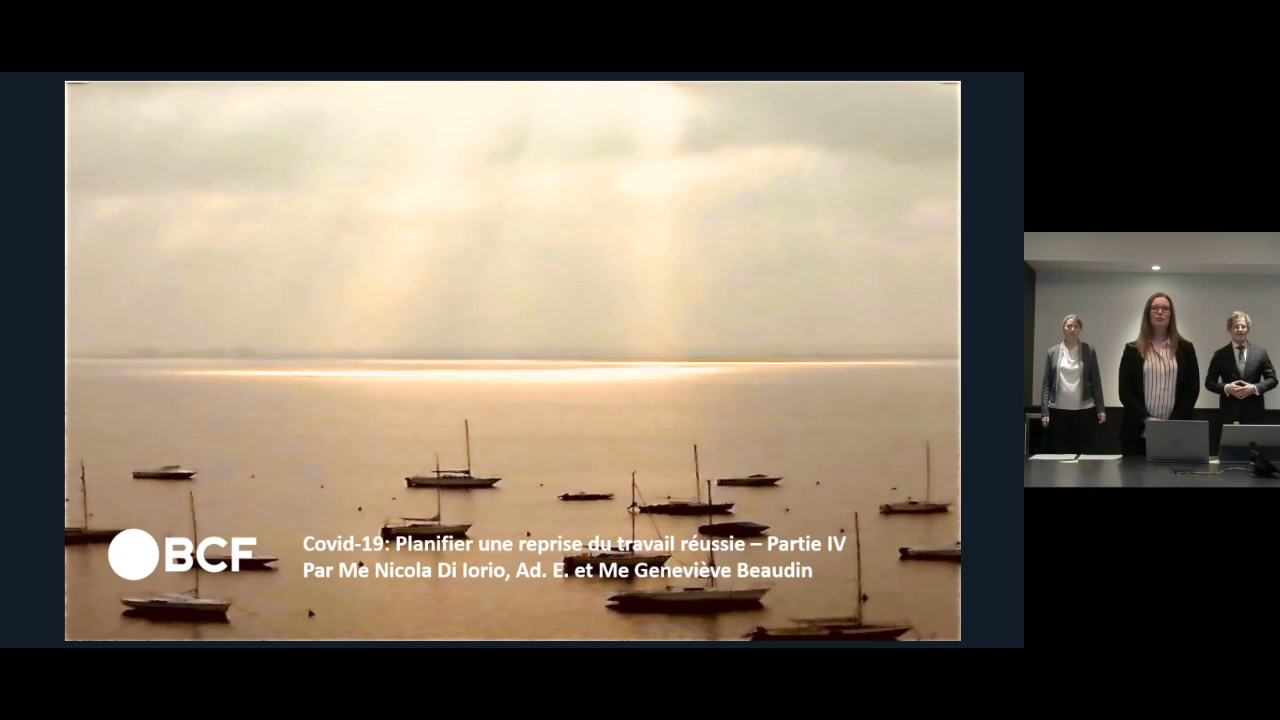 BCF
Covid-19: Planifier une reprise du travail réussie – Partie IV
Par Me Nicola Di Iorio, Ad. E. et Me Geneviève Beaudin